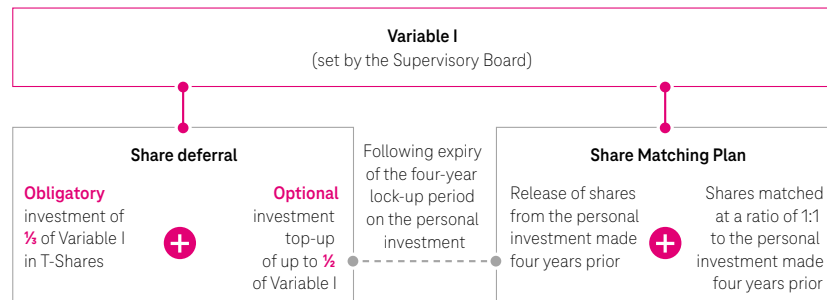 Variable I
(set by the Supervisory Board)
Share deferral
Obligatory
investment of
⅓ of Variable I
in T-Shares
Optional
investment
top-up
of up to ½
of Variable I
Following expiry
of the four-year
lock-up period
on the personal
investment
Share Matching Plan
Release of shares
from the personal
investment made
four years prior
Shares matched
at a ratio of 1:1
to the personal
investment made
four years prior